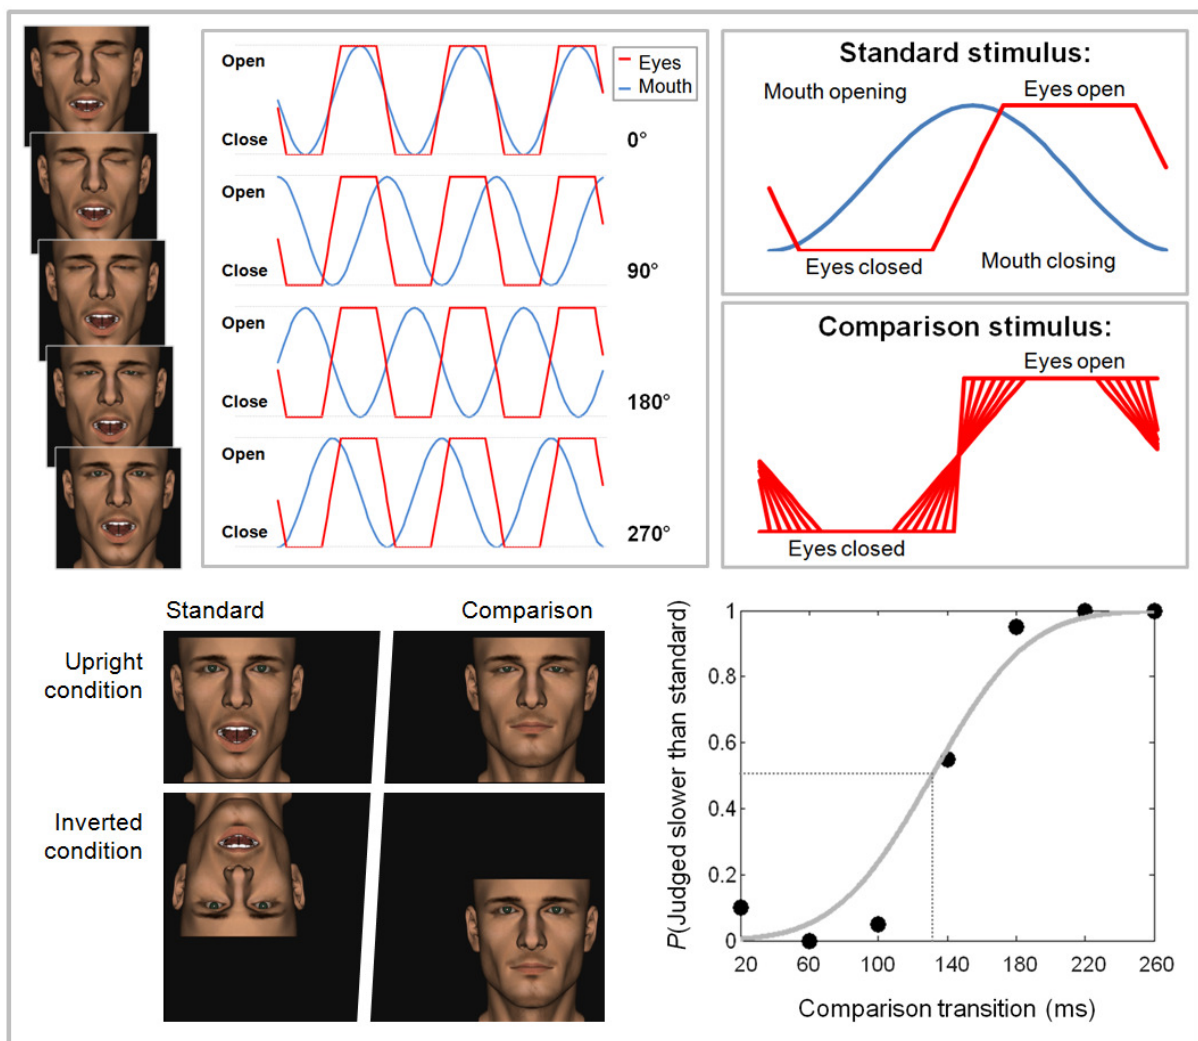 Open
Close
0°
Eyes
Mouth
Open
Close
90°
Open
Close
180°
Open
Close
270°
Standard stimulus:
Mouth opening
Eyes open
Eyes closed
Mouth closing
Comparison stimulus:
Eyes open
Eyes closed
Standard
Comparison
Upright
condition
Inverted
condition
P(Judged slower than standard)
1
0.8
0.6
0.4
0.2
0
20
60
100
140
180
220
260
Comparison transition (ms)